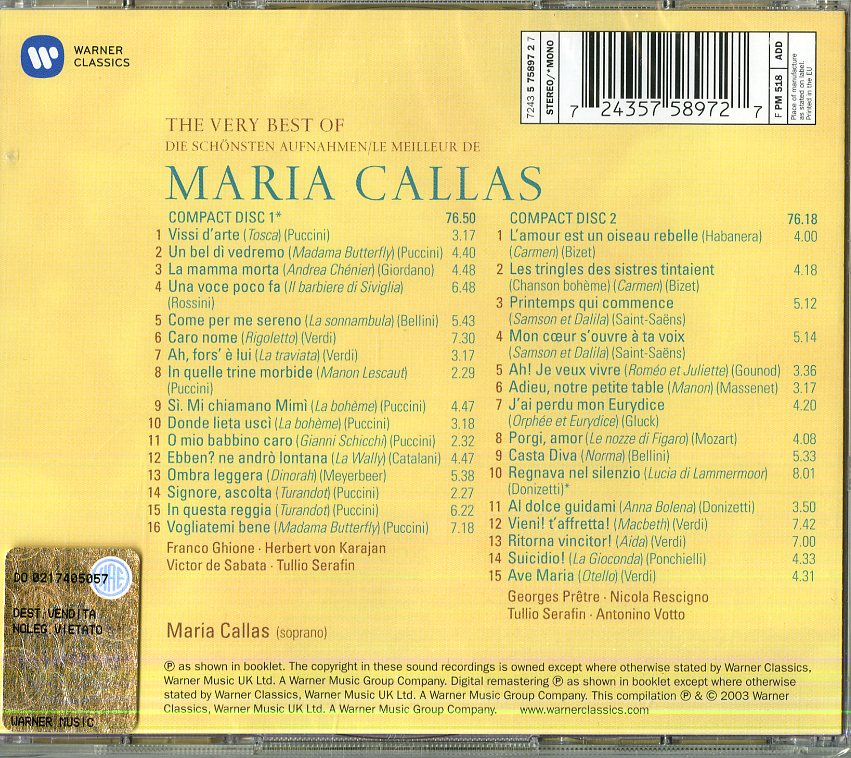 WARNER
CLASSICS
7243 5 75897 2 7
STEREO/*MONO
7 24357 58972 7
F PM 518
ADD
Place of manufacture
as stated on label.
Printed in the EU
THE VERY BEST OF
DIE SCHÖNSTEN AUFNAHMEN/LE MEILLEUR DE
MARIA CALLAS
COMPACT DISC 1* 76.50
1 Vissi d'arte (Tosca) (Puccini) 3.17
2 Un bel dì vedremo (Madama Butterfly) (Puccini) 4.40
3 La mamma morta (Andrea Chénier) (Giordano) 4.48
4 Una voce poco fa (Il barbiere di Siviglia) 6.48
(Rossini)
5 Come per me sereno (La sonnambula) (Bellini) 5.43
6 Caro nome (Rigoletto) (Verdi) 7.30
7 Ah, fors' è lui (La traviata) (Verdi) 3.17
8 In quelle trine morbide (Manon Lescaut) 2.29
(Puccini)
9 Sì. Mi chiamano Mimì (La bohème) (Puccini) 4.47
10 Donde lieta uscì (La bohème) (Puccini) 3.18
11 O mio babbino caro (Gianni Schicchi) (Puccini) 2.32
12 Ebben? ne andrò lontana (La Wally) (Catalani) 4.47
13 Ombra leggera (Dinorah) (Meyerbeer) 5.38
14 Signore, ascolta (Turandot) (Puccini) 2.27
15 In questa reggia (Turandot) (Puccini) 6.22
16 Vogliatemi bene (Madama Butterfly) (Puccini) 7.18
Franco Ghione · Herbert von Karajan
Victor de Sabata · Tullio Serafin
Maria Callas (soprano)
COMPACT DISC 2 76.18
1 L'amour est un oiseau rebelle (Habanera) 4.00
(Carmen) (Bizet)
2 Les tringles des sistres tintaient 4.18
(Chanson bohème) (Carmen) (Bizet)
3 Printemps qui commence 5.12
(Samson et Dalila) (Saint-Saëns)
4 Mon cœur s'ouvre à ta voix 5.14
(Samson et Dalila) (Saint-Saëns)
5 Ah! Je veux vivre (Roméo et Juliette) (Gounod) 3.36
6 Adieu, notre petite table (Manon) (Massenet) 3.17
7 J'ai perdu mon Eurydice 4.20
(Orphée et Eurydice) (Gluck)
8 Porgi, amor (Le nozze di Figaro) (Mozart) 4.08
9 Casta Diva (Norma) (Bellini) 5.33
10 Regnava nel silenzio (Lucia di Lammermoor) 8.01
(Donizetti)*
11 Al dolce guidami (Anna Bolena) (Donizetti) 3.50
12 Vieni! t'affretta! (Macbeth) (Verdi) 7.42
13 Ritorna vincitor! (Aida) (Verdi) 7.00
14 Suicidio! (La Gioconda) (Ponchielli) 4.33
15 Ave Maria (Otello) (Verdi) 4.31
Georges Prêtre · Nicola Rescigno
Tullio Serafin · Antonino Votto
DO 0217405057
DEST.VENDITA
NOLEG.VIETATO
WARNER MUSIC
℗ as shown in booklet. The copyright in these sound recordings is owned except where otherwise stated by Warner Classics,
Warner Music UK Ltd. A Warner Music Group Company. Digital remastering ℗ as shown in booklet except where otherwise
stated by Warner Classics, Warner Music UK Ltd. A Warner Music Group Company. This compilation ℗ & © 2003 Warner
Classics, Warner Music UK Ltd. A Warner Music Group Company. www.warnerclassics.com